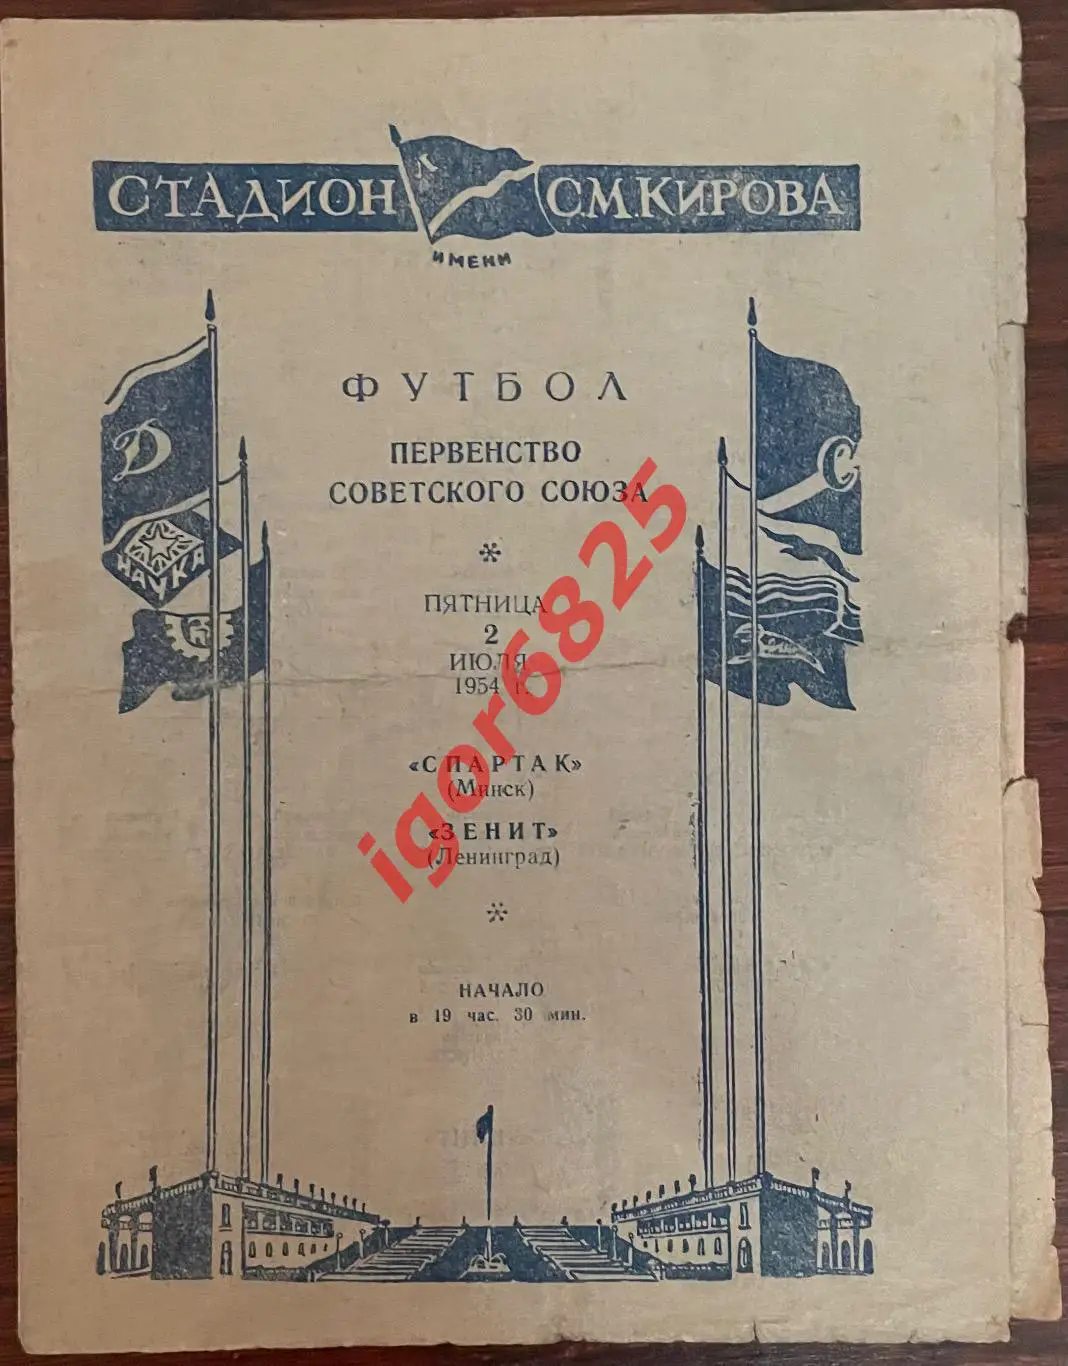 СТАДИОН
ИМЕНИ
С.М.КИРОВА
Л
ФУТБОЛ
ПЕРВЕНСТВО
СОВЕТСКОГО СОЮЗА
Д
С
НАУКА
ПЯТНИЦА
2
ИЮЛЯ
1954 г.
«СПАРТАК»
(Минск)
«ЗЕНИТ»
(Ленинград)
НАЧАЛО
в 19 час. 30 мин.
igor6825